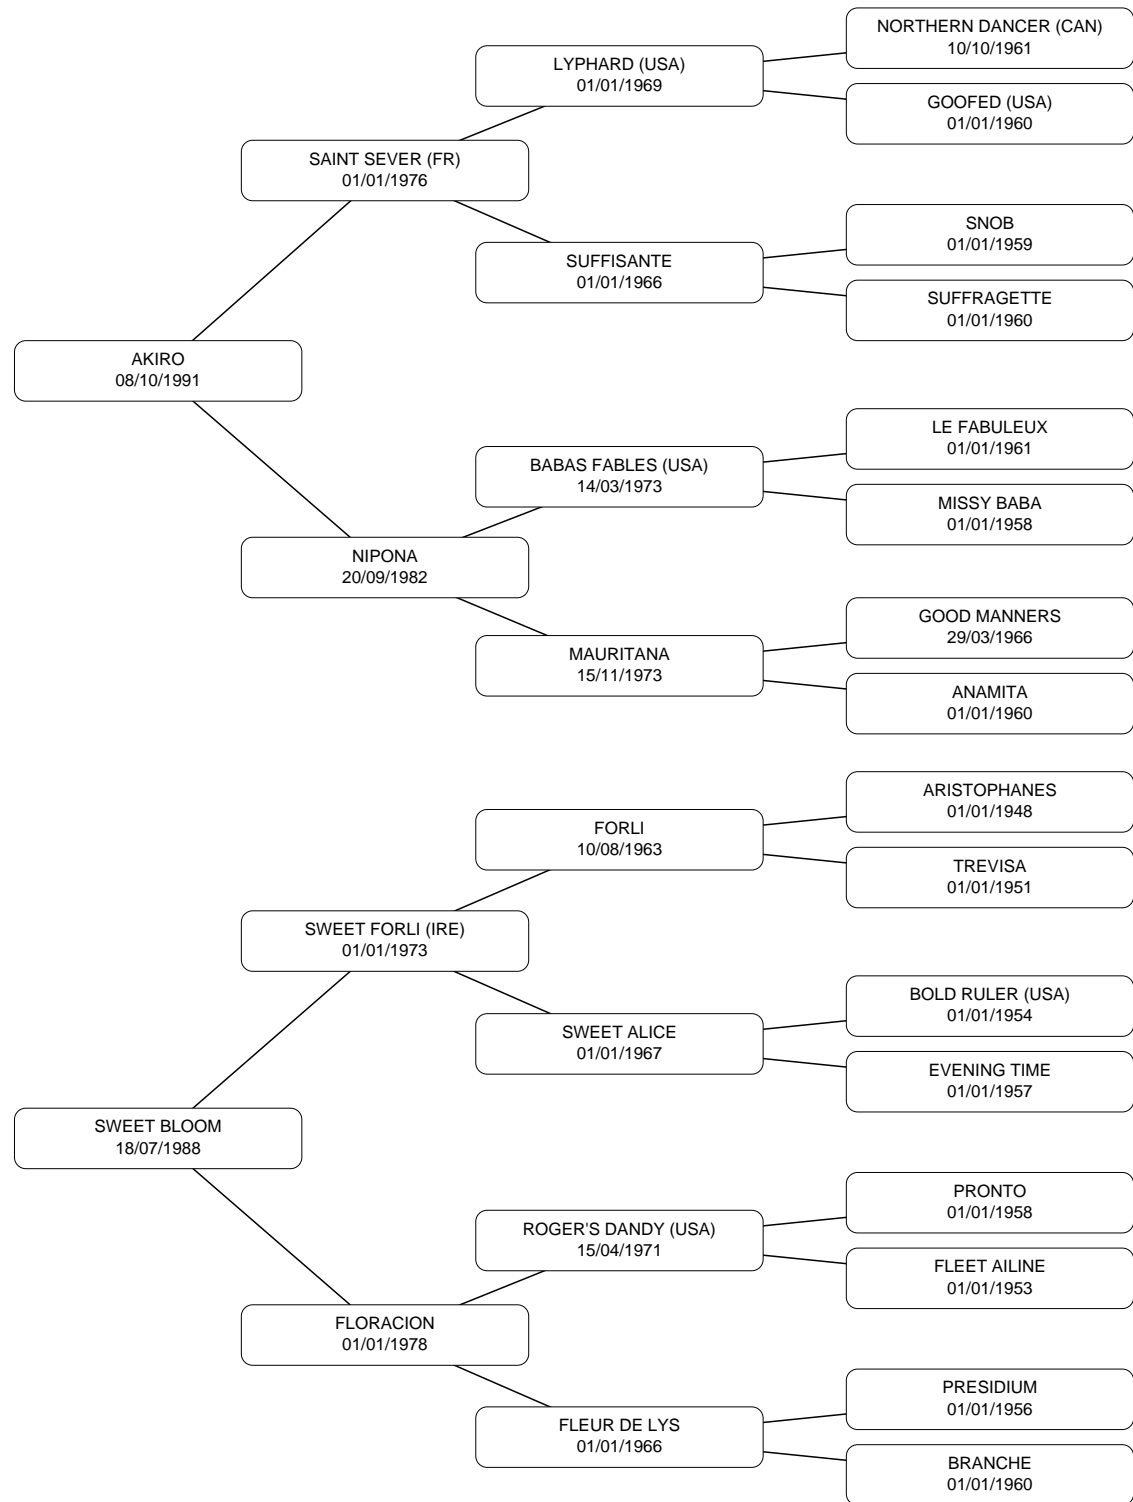 NORTHERN DANCER (CAN)
10/10/1961
LYPHARD (USA)
01/01/1969
GOOFED (USA)
01/01/1960
SAINT SEVER (FR)
01/01/1976
SNOB
01/01/1959
SUFFISANTE
01/01/1966
SUFFRAGETTE
01/01/1960
AKIRO
08/10/1991
LE FABULEUX
01/01/1961
BABAS FABLES (USA)
14/03/1973
MISSY BABA
01/01/1958
NIPONA
20/09/1982
GOOD MANNERS
29/03/1966
MAURITANA
15/11/1973
ANAMITA
01/01/1960
ARISTOPHANES
01/01/1948
FORLI
10/08/1963
TREVISA
01/01/1951
SWEET FORLI (IRE)
01/01/1973
BOLD RULER (USA)
01/01/1954
SWEET ALICE
01/01/1967
EVENING TIME
01/01/1957
SWEET BLOOM
18/07/1988
PRONTO
01/01/1958
ROGER'S DANDY (USA)
15/04/1971
FLEET AILINE
01/01/1953
FLORACION
01/01/1978
PRESIDIUM
01/01/1956
FLEUR DE LYS
01/01/1966
BRANCHE
01/01/1960